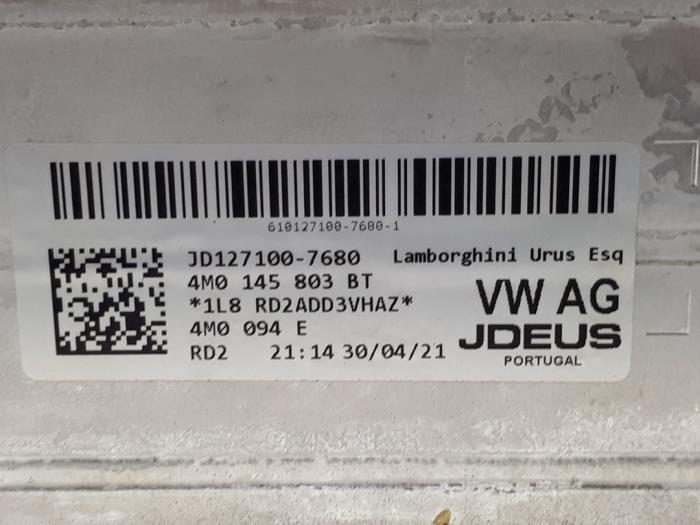 610127100-7680-1
JD127100-7680 Lamborghini Urus Esq
4M0 145 803 BT
*1L8 RD2ADD3VHAZ*
4M0 094 E
RD2 21:14 30/04/21
VW AG
JDEUS
PORTUGAL